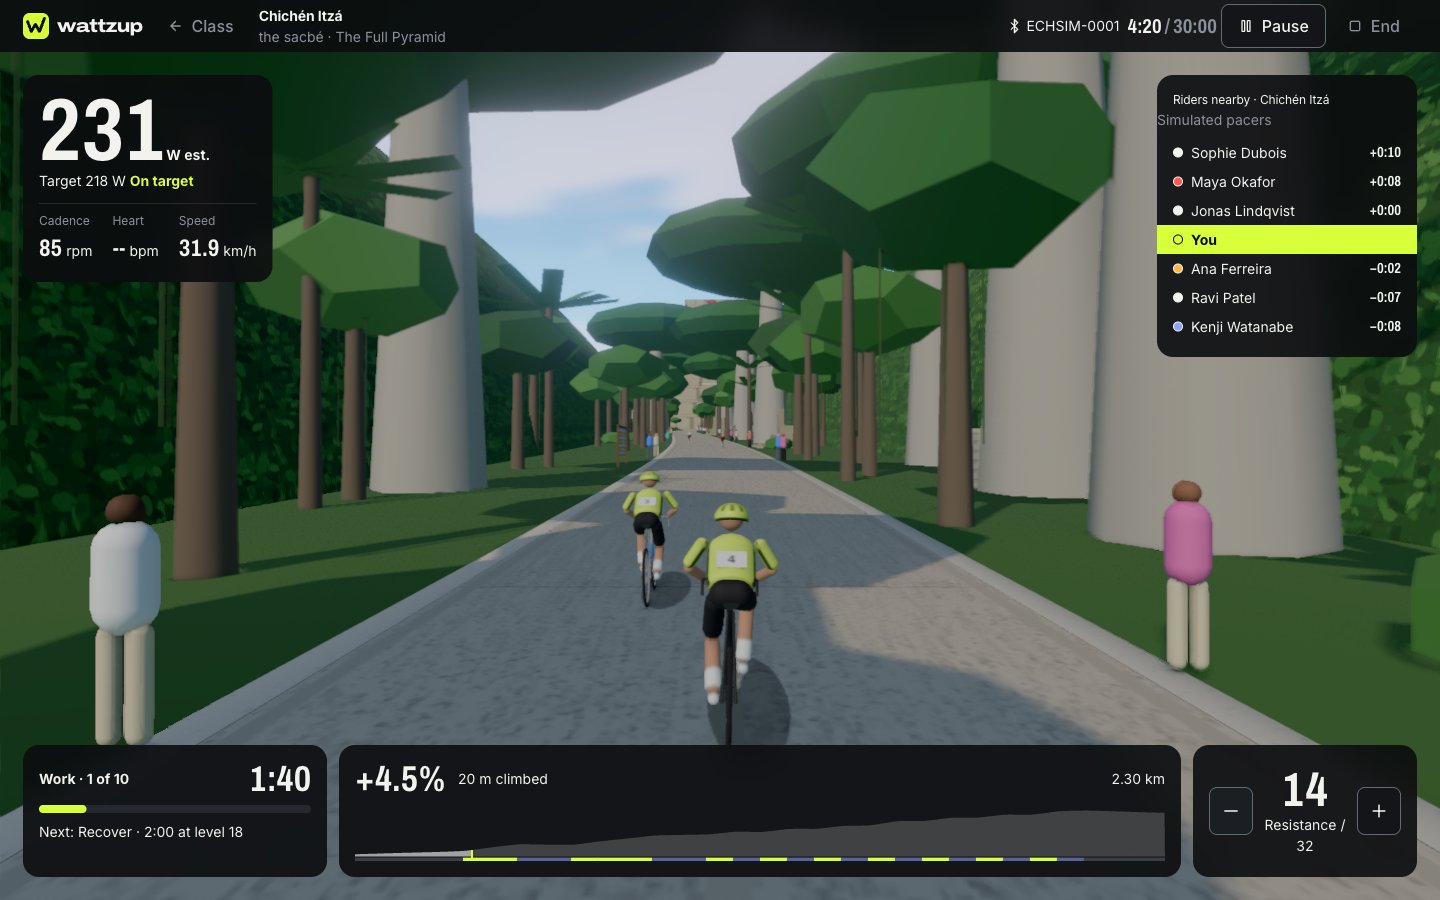 wattzup
← Class
Chichén Itzá
the sacbé · The Full Pyramid
ECHSIM-0001 4:20 / 30:00
Pause
End
231 W est.
Target 218 W On target
Cadence Heart Speed
85 rpm -- bpm 31.9 km/h
Riders nearby · Chichén Itzá
Simulated pacers
Sophie Dubois +0:10
Maya Okafor +0:08
Jonas Lindqvist +0:00
You
Ana Ferreira −0:02
Ravi Patel −0:07
Kenji Watanabe −0:08
4
Work · 1 of 10 1:40
Next: Recover · 2:00 at level 18
+4.5% 20 m climbed 2.30 km
− 14 +
Resistance /
32